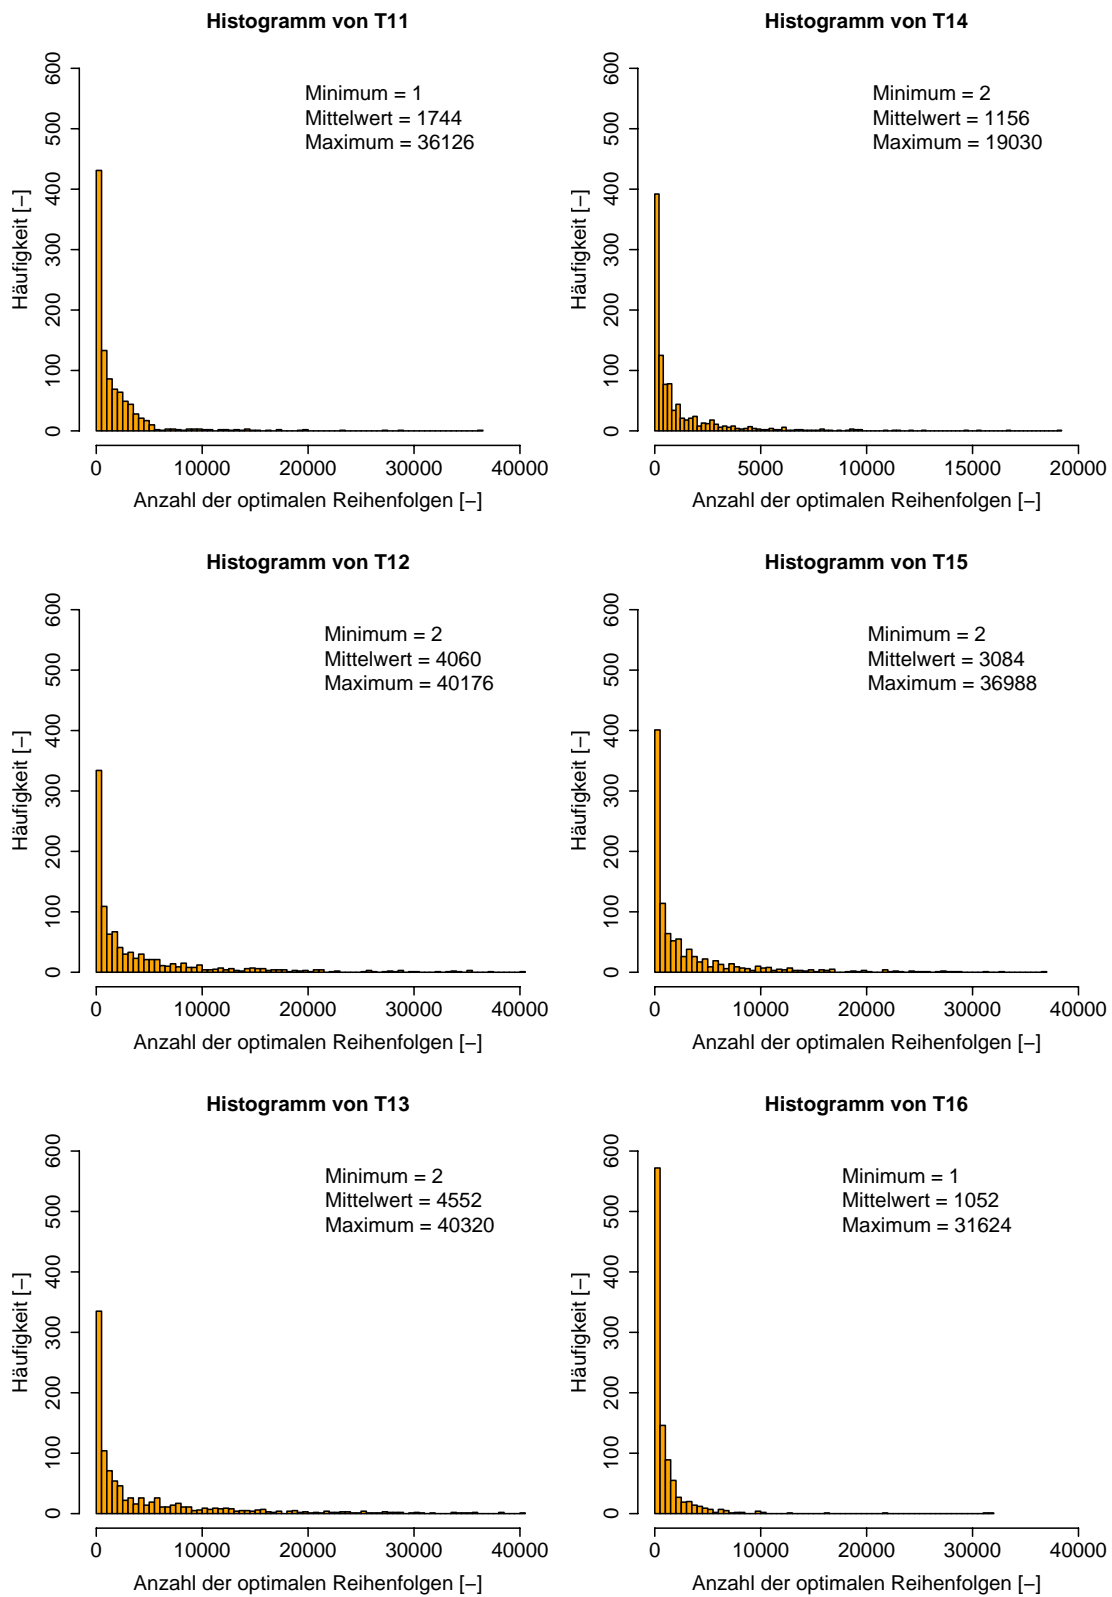 Histogramm von T11
Minimum = 1
Mittelwert = 1744
Maximum = 36126
Häufigkeit [−]
0 100 200 300 400 500 600
0 10000 20000 30000 40000
Anzahl der optimalen Reihenfolgen [−]
Histogramm von T14
Minimum = 2
Mittelwert = 1156
Maximum = 19030
Häufigkeit [−]
0 100 200 300 400 500 600
0 5000 10000 15000 20000
Anzahl der optimalen Reihenfolgen [−]
Histogramm von T12
Minimum = 2
Mittelwert = 4060
Maximum = 40176
Häufigkeit [−]
0 100 200 300 400 500 600
0 10000 20000 30000 40000
Anzahl der optimalen Reihenfolgen [−]
Histogramm von T15
Minimum = 2
Mittelwert = 3084
Maximum = 36988
Häufigkeit [−]
0 100 200 300 400 500 600
0 10000 20000 30000 40000
Anzahl der optimalen Reihenfolgen [−]
Histogramm von T13
Minimum = 2
Mittelwert = 4552
Maximum = 40320
Häufigkeit [−]
0 100 200 300 400 500 600
0 10000 20000 30000 40000
Anzahl der optimalen Reihenfolgen [−]
Histogramm von T16
Minimum = 1
Mittelwert = 1052
Maximum = 31624
Häufigkeit [−]
0 100 200 300 400 500 600
0 10000 20000 30000 40000
Anzahl der optimalen Reihenfolgen [−]